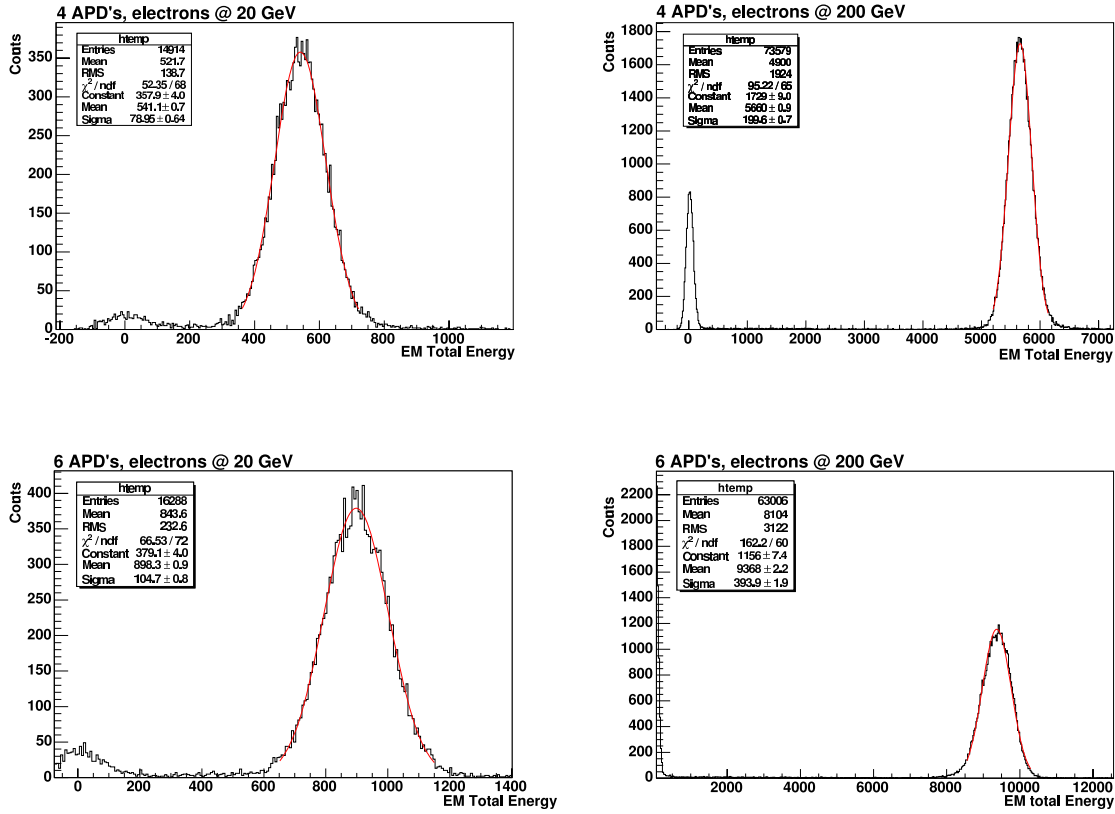 4 APD's, electrons @ 20 GeV
Couts
350
300
250
200
150
100
50
0
htemp
Entries 14914
Mean 521.7
RMS 138.7
χ² / ndf 52.35 / 68
Constant 357.9 ± 4.0
Mean 541.1 ± 0.7
Sigma 78.95 ± 0.64
-200 0 200 400 600 800 1000
EM Total Energy
4 APD's, electrons @ 200 GeV
Couts
1800
1600
1400
1200
1000
800
600
400
200
0
htemp
Entries 73579
Mean 4900
RMS 1924
χ² / ndf 95.22 / 65
Constant 1729 ± 9.0
Mean 5660 ± 0.9
Sigma 199.6 ± 0.7
0 1000 2000 3000 4000 5000 6000 7000
EM Total Energy
6 APD's, electrons @ 20 GeV
Counts
400
350
300
250
200
150
100
50
0
htemp
Entries 16288
Mean 843.6
RMS 232.6
χ² / ndf 66.53 / 72
Constant 379.1 ± 4.0
Mean 898.3 ± 0.9
Sigma 104.7 ± 0.8
0 200 400 600 800 1000 1200 1400
EM Total Energy
6 APD's, electrons @ 200 GeV
Counts
2200
2000
1800
1600
1400
1200
1000
800
600
400
200
0
htemp
Entries 63006
Mean 8104
RMS 3122
χ² / ndf 162.2 / 60
Constant 1156 ± 7.4
Mean 9368 ± 2.2
Sigma 393.9 ± 1.9
2000 4000 6000 8000 10000 12000
EM total Energy